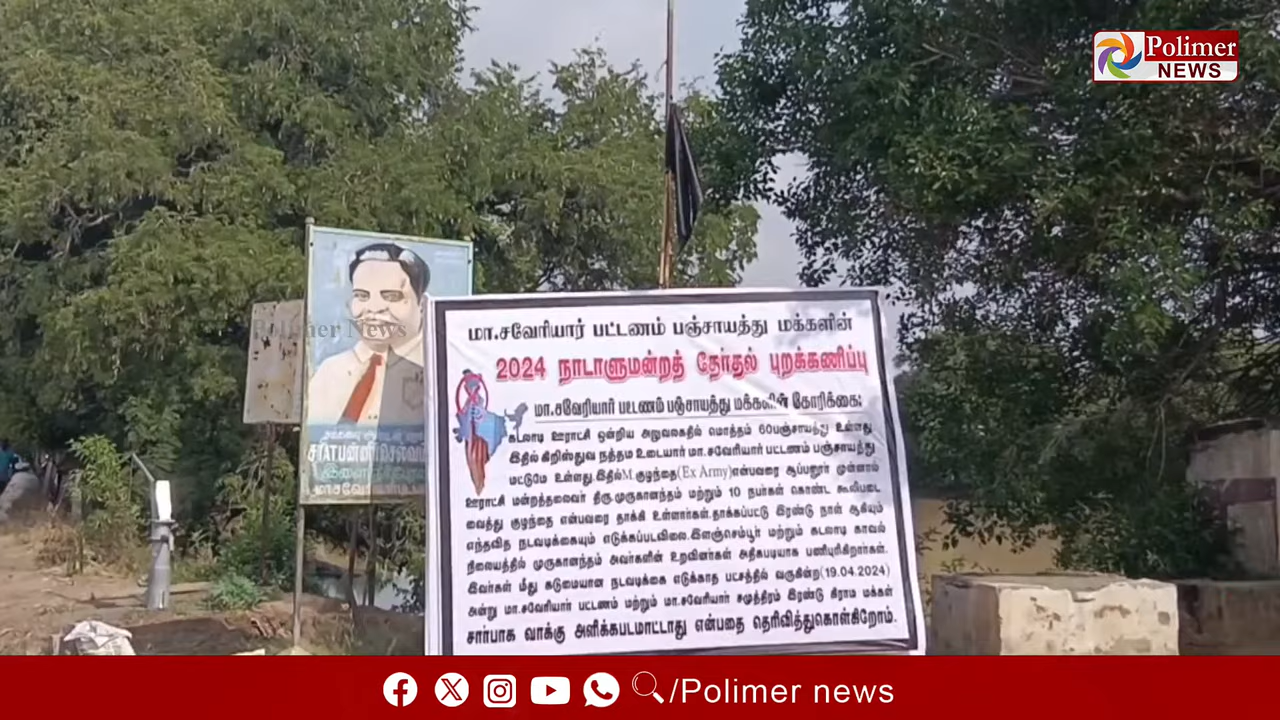 Polimer
NEWS
Polimer News
மா.சவேரியார் பட்டணம் பஞ்சாயத்து மக்களின்
2024 நாடாளுமன்றத் தேர்தல் புறக்கணிப்பு
மா.சவேரியார் பட்டணம் பஞ்சாயத்து மக்களின் கோரிக்கை:
கடலாடி ஊராட்சி ஒன்றிய அலுவலகதில் மொத்தம் 60பஞ்சாயத்து உள்ளது
இதில் கிறிஸ்துவ நத்தம் உடையார் மா.சவேரியார் பட்டணம் பஞ்சாயத்து
மட்டுமே உள்ளது.இதில்M.குழந்தை(Ex Army)என்பவரை ஆப்பனூர் முன்னாள்
ஊராட்சி மன்றத்தலைவர் திரு.முருகானந்தம் மற்றும் 10 நபர்கள் கொண்ட கூலிபடை
வைத்து குழந்தை என்பவரை தாக்கி உள்ளார்கள்.தாக்கப்பட்டு இரண்டு நாள் ஆகியும்
எந்தவித நடவடிக்கையும் எடுக்கப்படவில்லை.இளஞ்செம்பூர் மற்றும் கடலாடி காவல்
நிலையத்தில் முருகானந்தம் அவர்களின் உறவினர்கள் அதிகபடியாக பணிபுரிகிறார்கள்.
இவர்கள் மீது கடுமையான நடவடிக்கை எடுக்காத பட்சத்தில் வருகின்ற(19.04.2024)
அன்று மா.சவேரியார் பட்டணம் மற்றும் மா.சவேரியார் சமுத்திரம் இரண்டு கிராம மக்கள்
சார்பாக வாக்கு அளிக்கபடமாட்டாது என்பதை தெரிவித்துகொள்கிறோம்.
/Polimer news